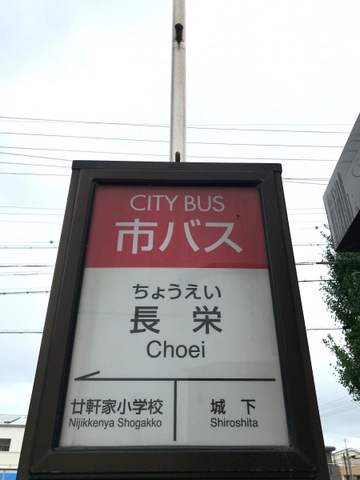 CITY BUS
市バス
ちょうえい
長栄
Choei
廿軒家小学校 城下
Nijikkenya Shogakko Shiroshita